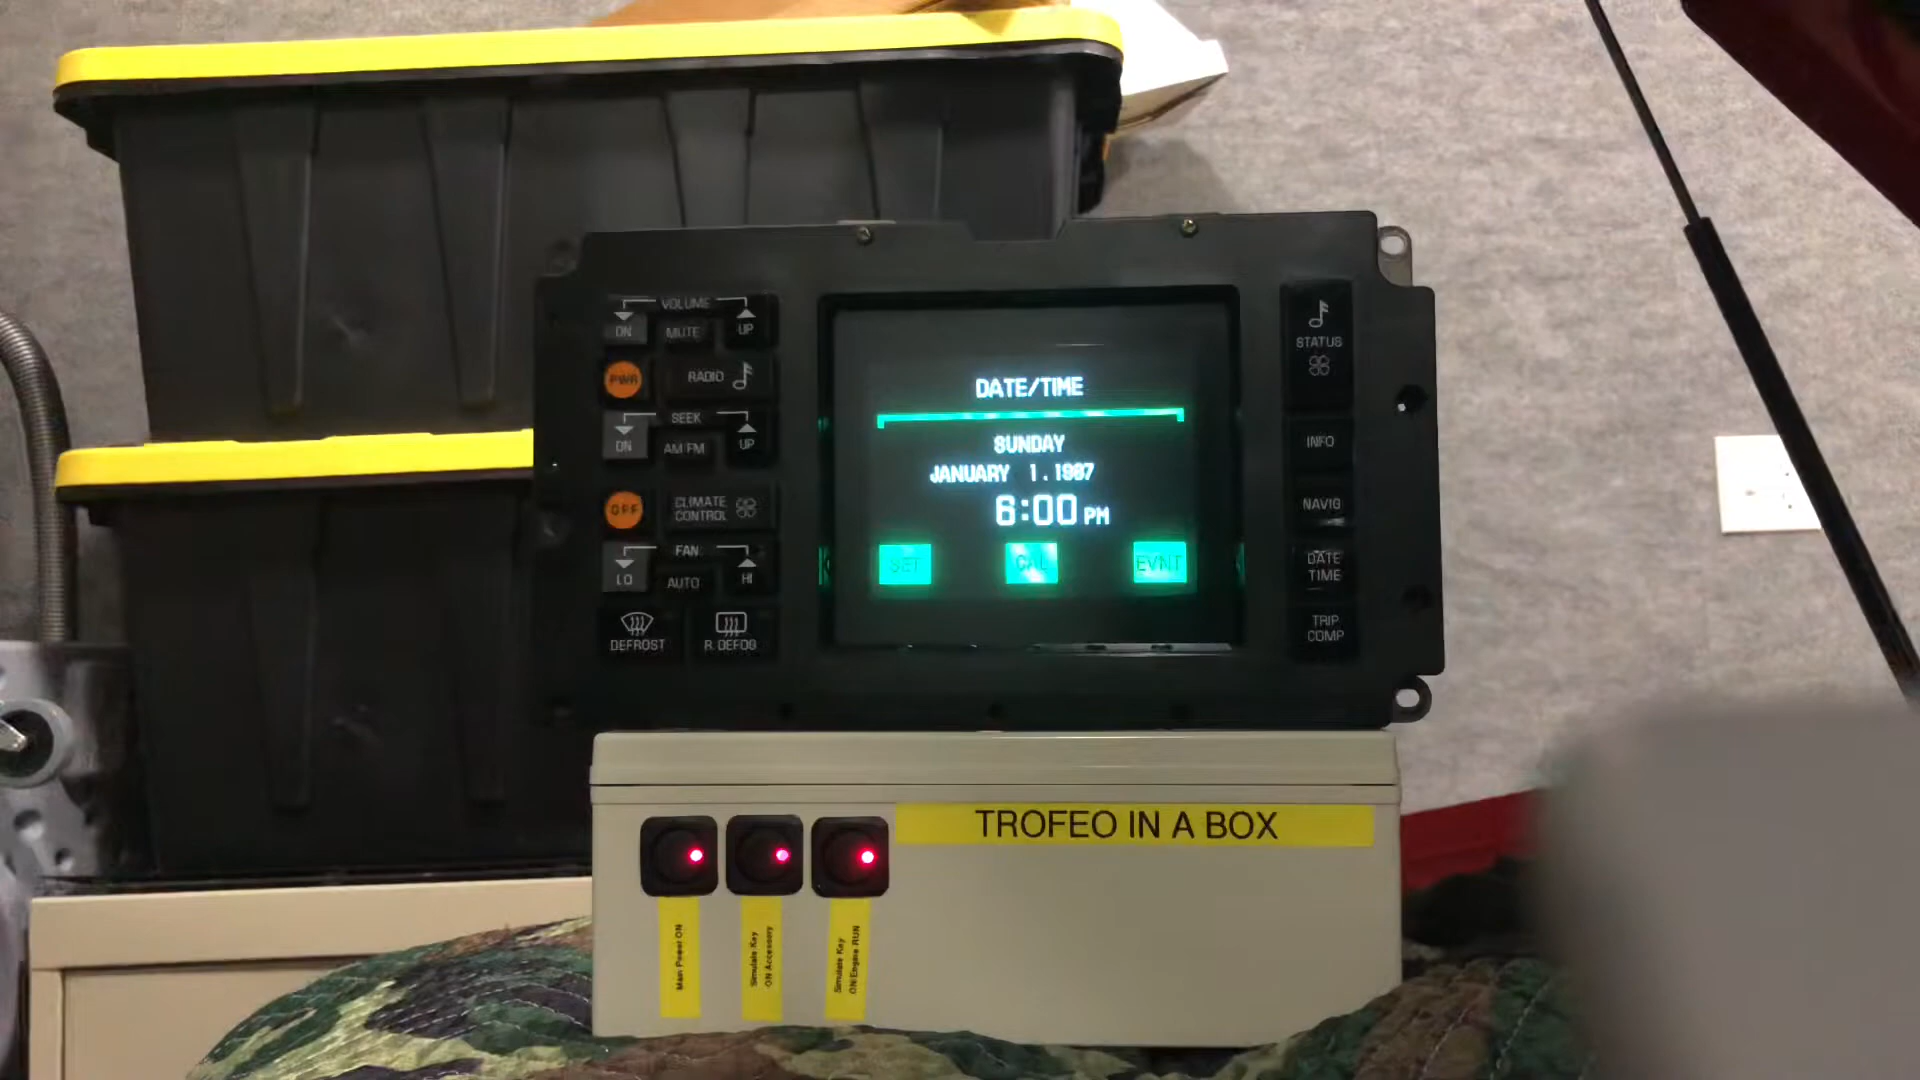 VOLUME
DN
MUTE
UP
PWR
RADIO
SEEK
DN
AM FM
UP
OFF
CLIMATE
CONTROL
FAN
LO
AUTO
HI
DEFROST
R. DEFOG
DATE/TIME
SUNDAY
JANUARY 1.1987
6:00 PM
SET
CAL
EVNT
STATUS
INFO
NAVIG
DATE
TIME
TRIP
COMP
TROFEO IN A BOX
Main Power ON
Simulate Key
ON Accessory
Simulate Key
ON Engine RUN